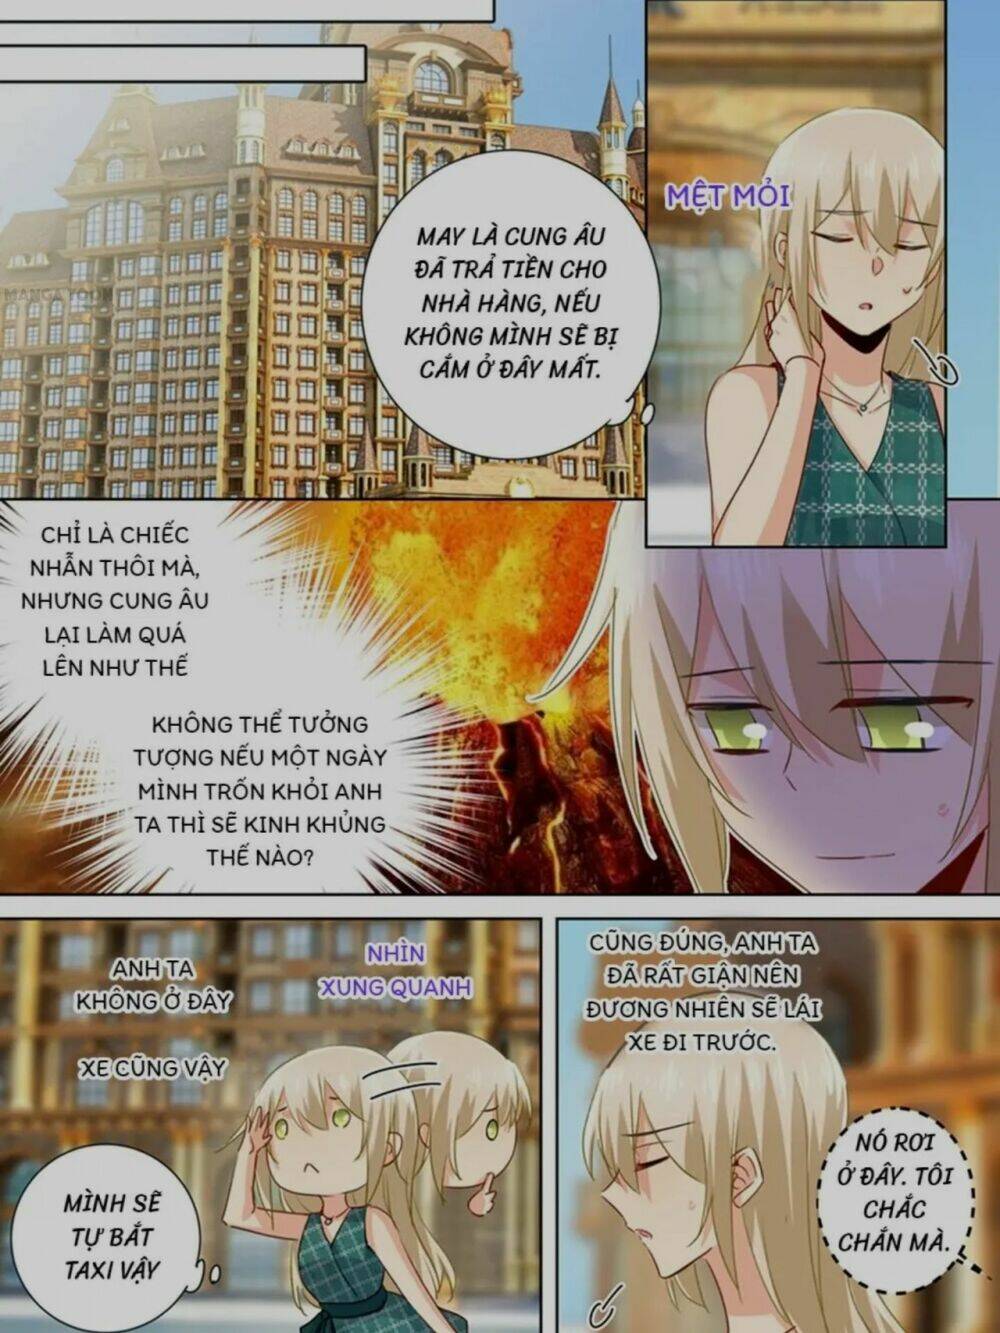 MANGA TOON
MAY LÀ CUNG ÂU
ĐÃ TRẢ TIỀN CHO
NHÀ HÀNG, NẾU
KHÔNG MÌNH SẼ BỊ
CẤM Ở ĐÂY MẤT.
MỆT MỎI
CHỈ LÀ CHIẾC
NHẪN THÔI MÀ,
NHƯNG CUNG ÂU
LẠI LÀM QUÁ
LÊN NHƯ THẾ
KHÔNG THỂ TƯỞNG
TƯỢNG NẾU MỘT NGÀY
MÌNH TRỐN KHỎI ANH
TA THÌ SẼ KINH KHỦNG
THẾ NÀO?
ANH TA
KHÔNG Ở ĐÂY
XE CŨNG VẬY
NHÌN
XUNG QUANH
MÌNH SẼ
TỰ BẮT
TAXI VẬY
CŨNG ĐÚNG, ANH TA
ĐÃ RẤT GIẬN NÊN
ĐƯƠNG NHIÊN SẼ LÁI
XE ĐI TRƯỚC.
NÓ RƠI
Ở ĐÂY. TÔI
CHẮC
CHẮN MÀ.